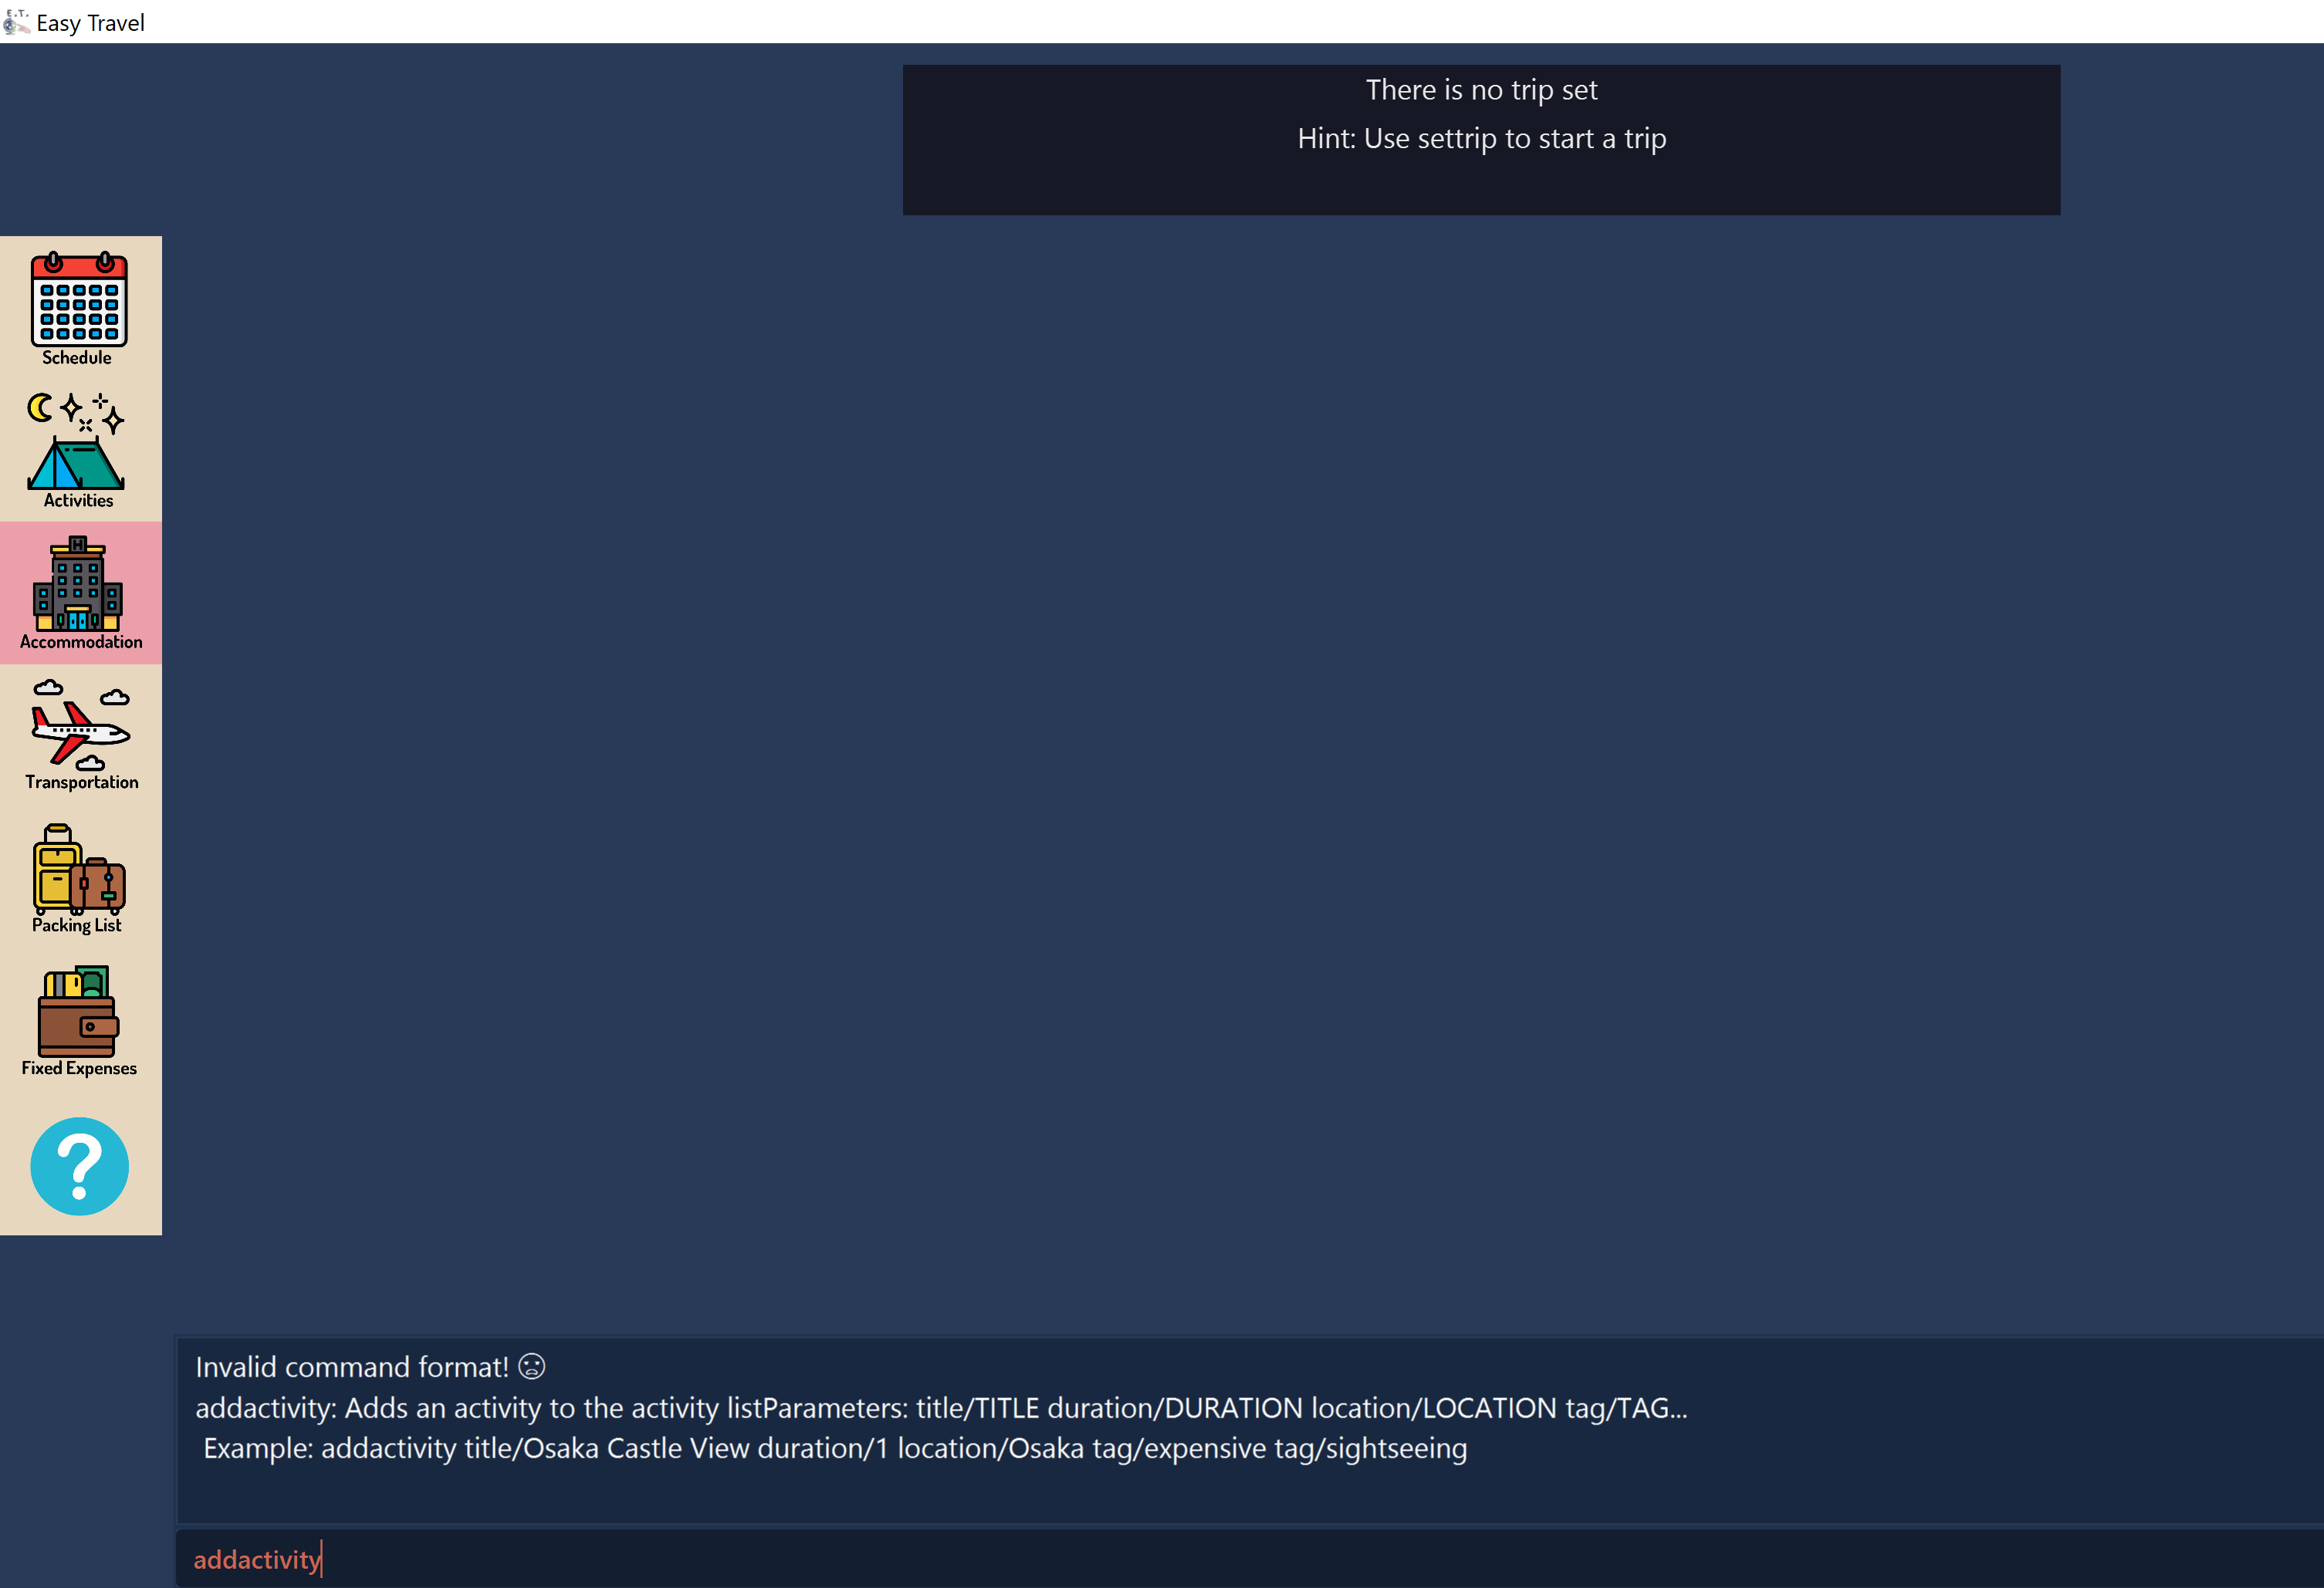 E.T.
Easy Travel
There is no trip set
Hint: Use settrip to start a trip
Schedule
Activities
H
Accommodation
Transportation
Packing List
Fixed Expenses
?
Invalid command format! ☹
addactivity: Adds an activity to the activity listParameters: title/TITLE duration/DURATION location/LOCATION tag/TAG...
Example: addactivity title/Osaka Castle View duration/1 location/Osaka tag/expensive tag/sightseeing
addactivity